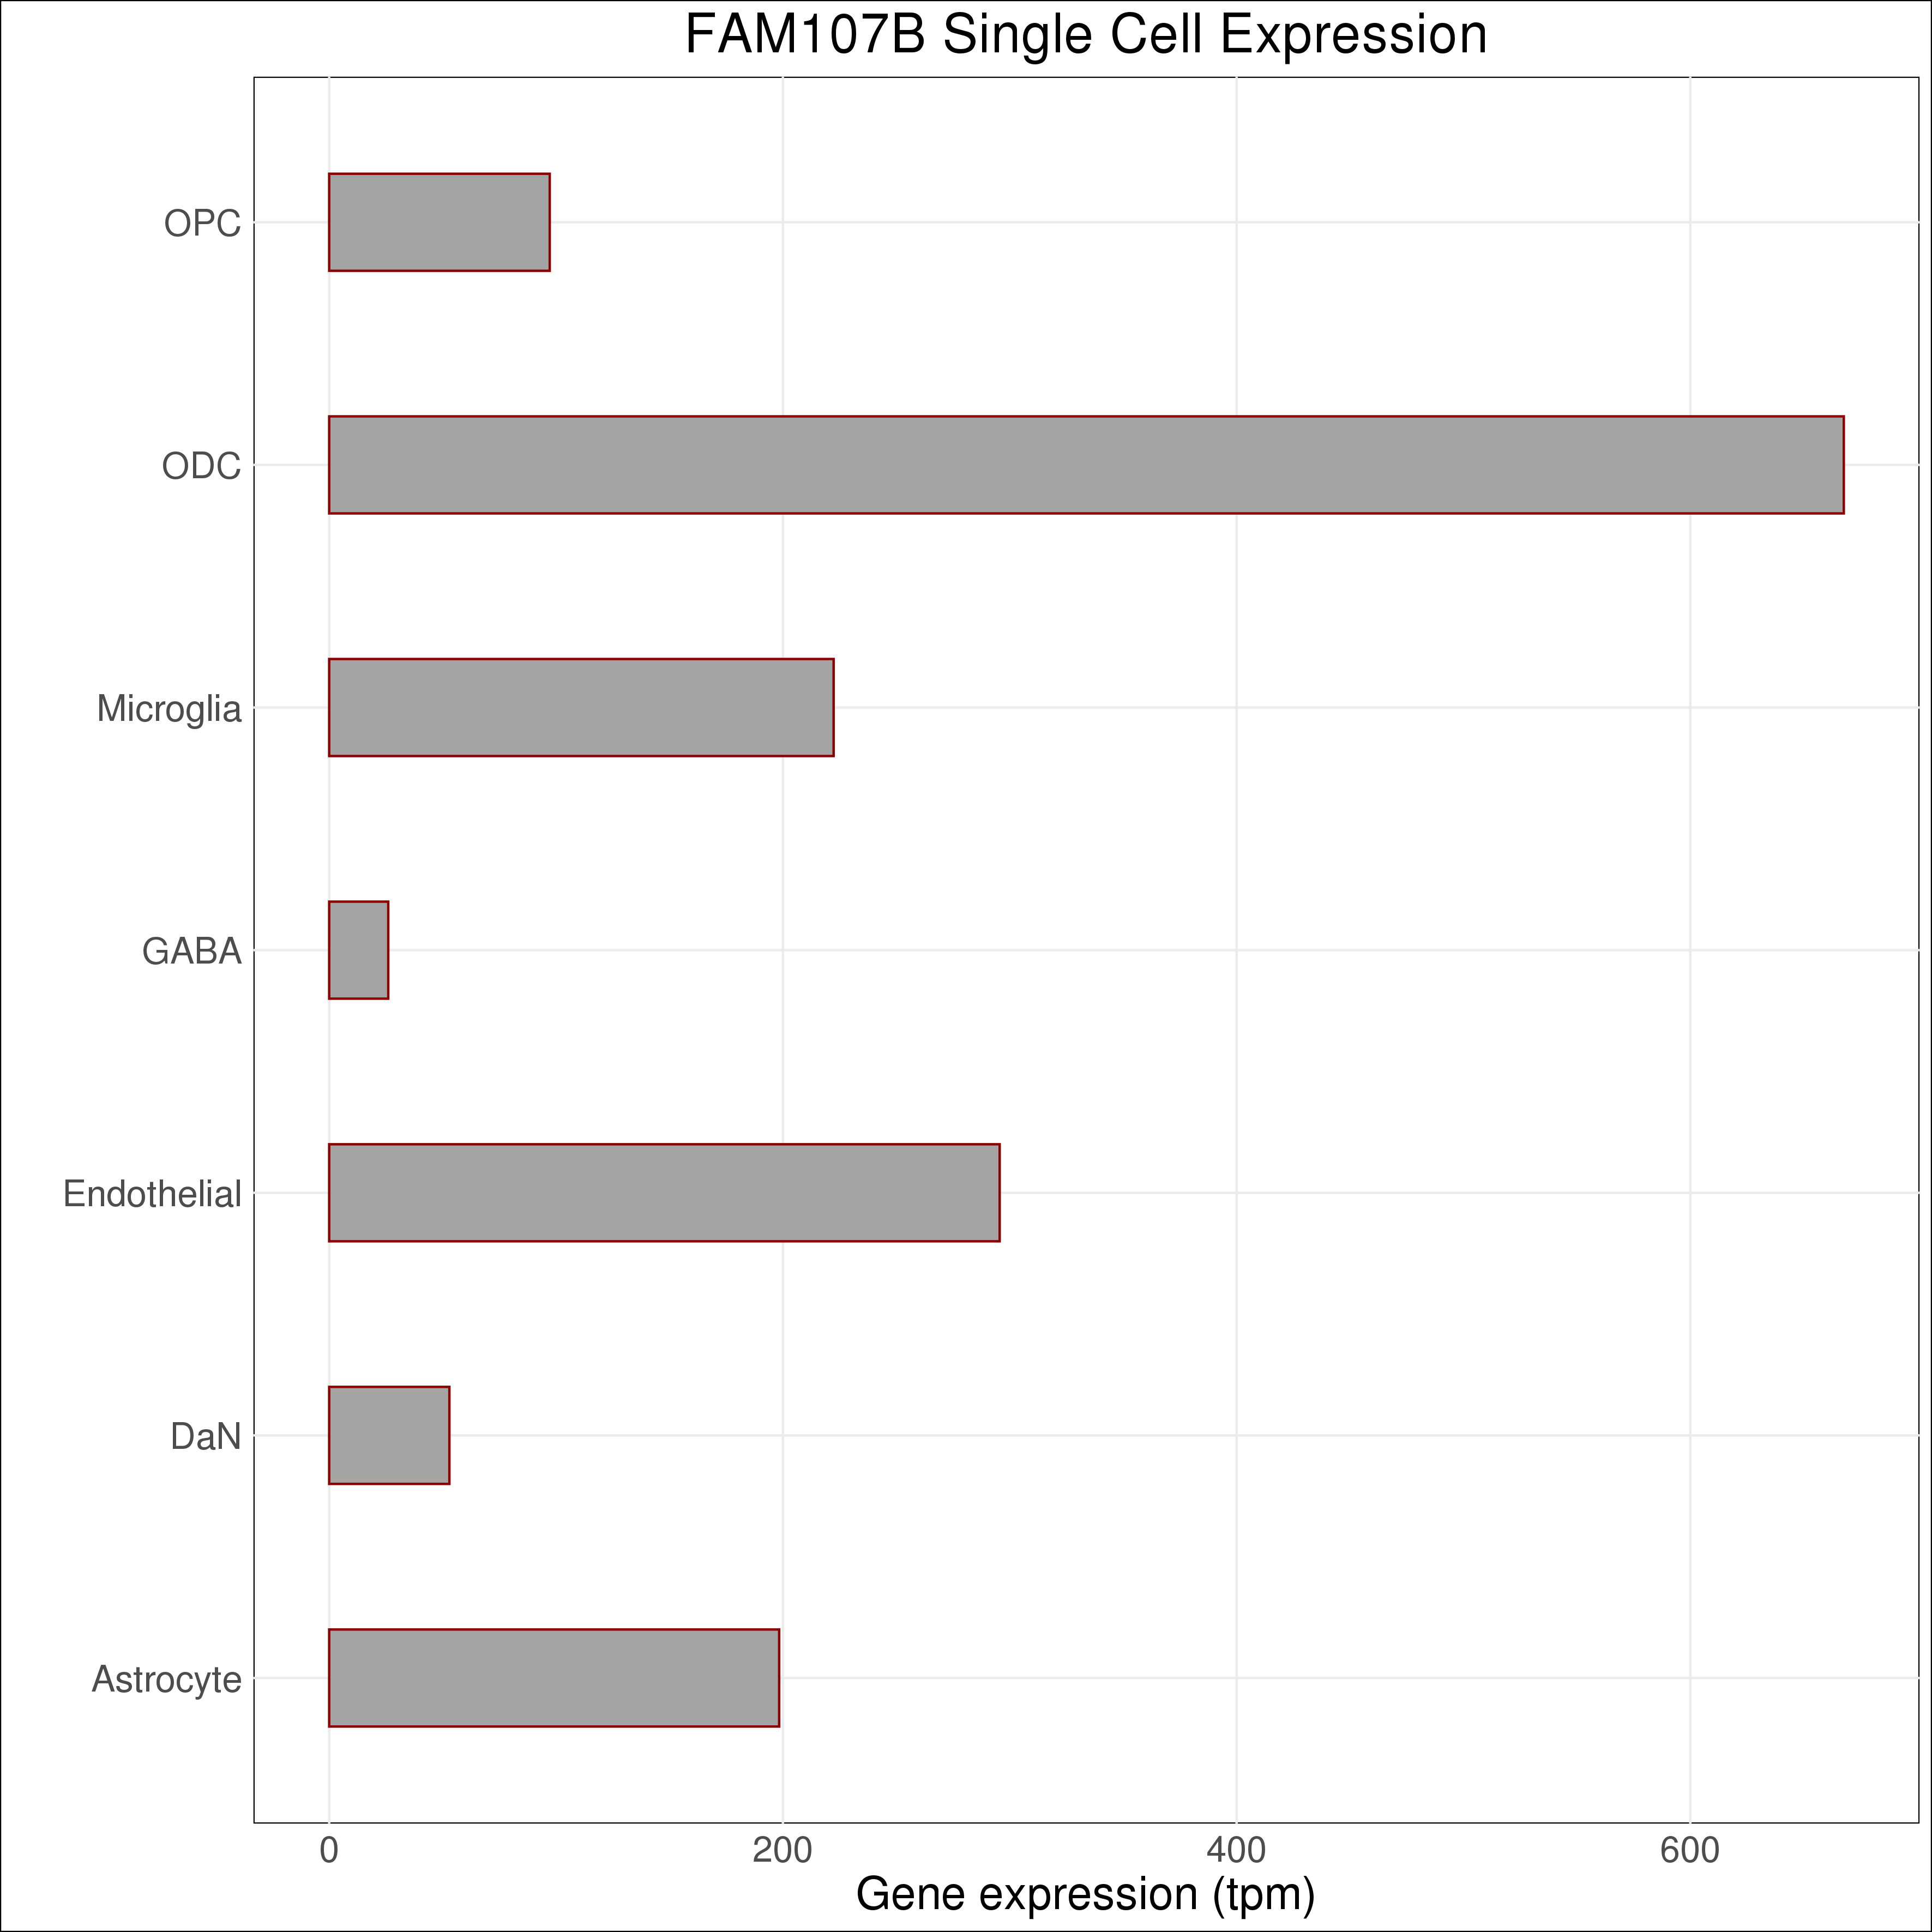 FAM107B Single Cell Expression
OPC
ODC
Microglia
GABA
Endothelial
DaN
Astrocyte
0 200 400 600
Gene expression (tpm)